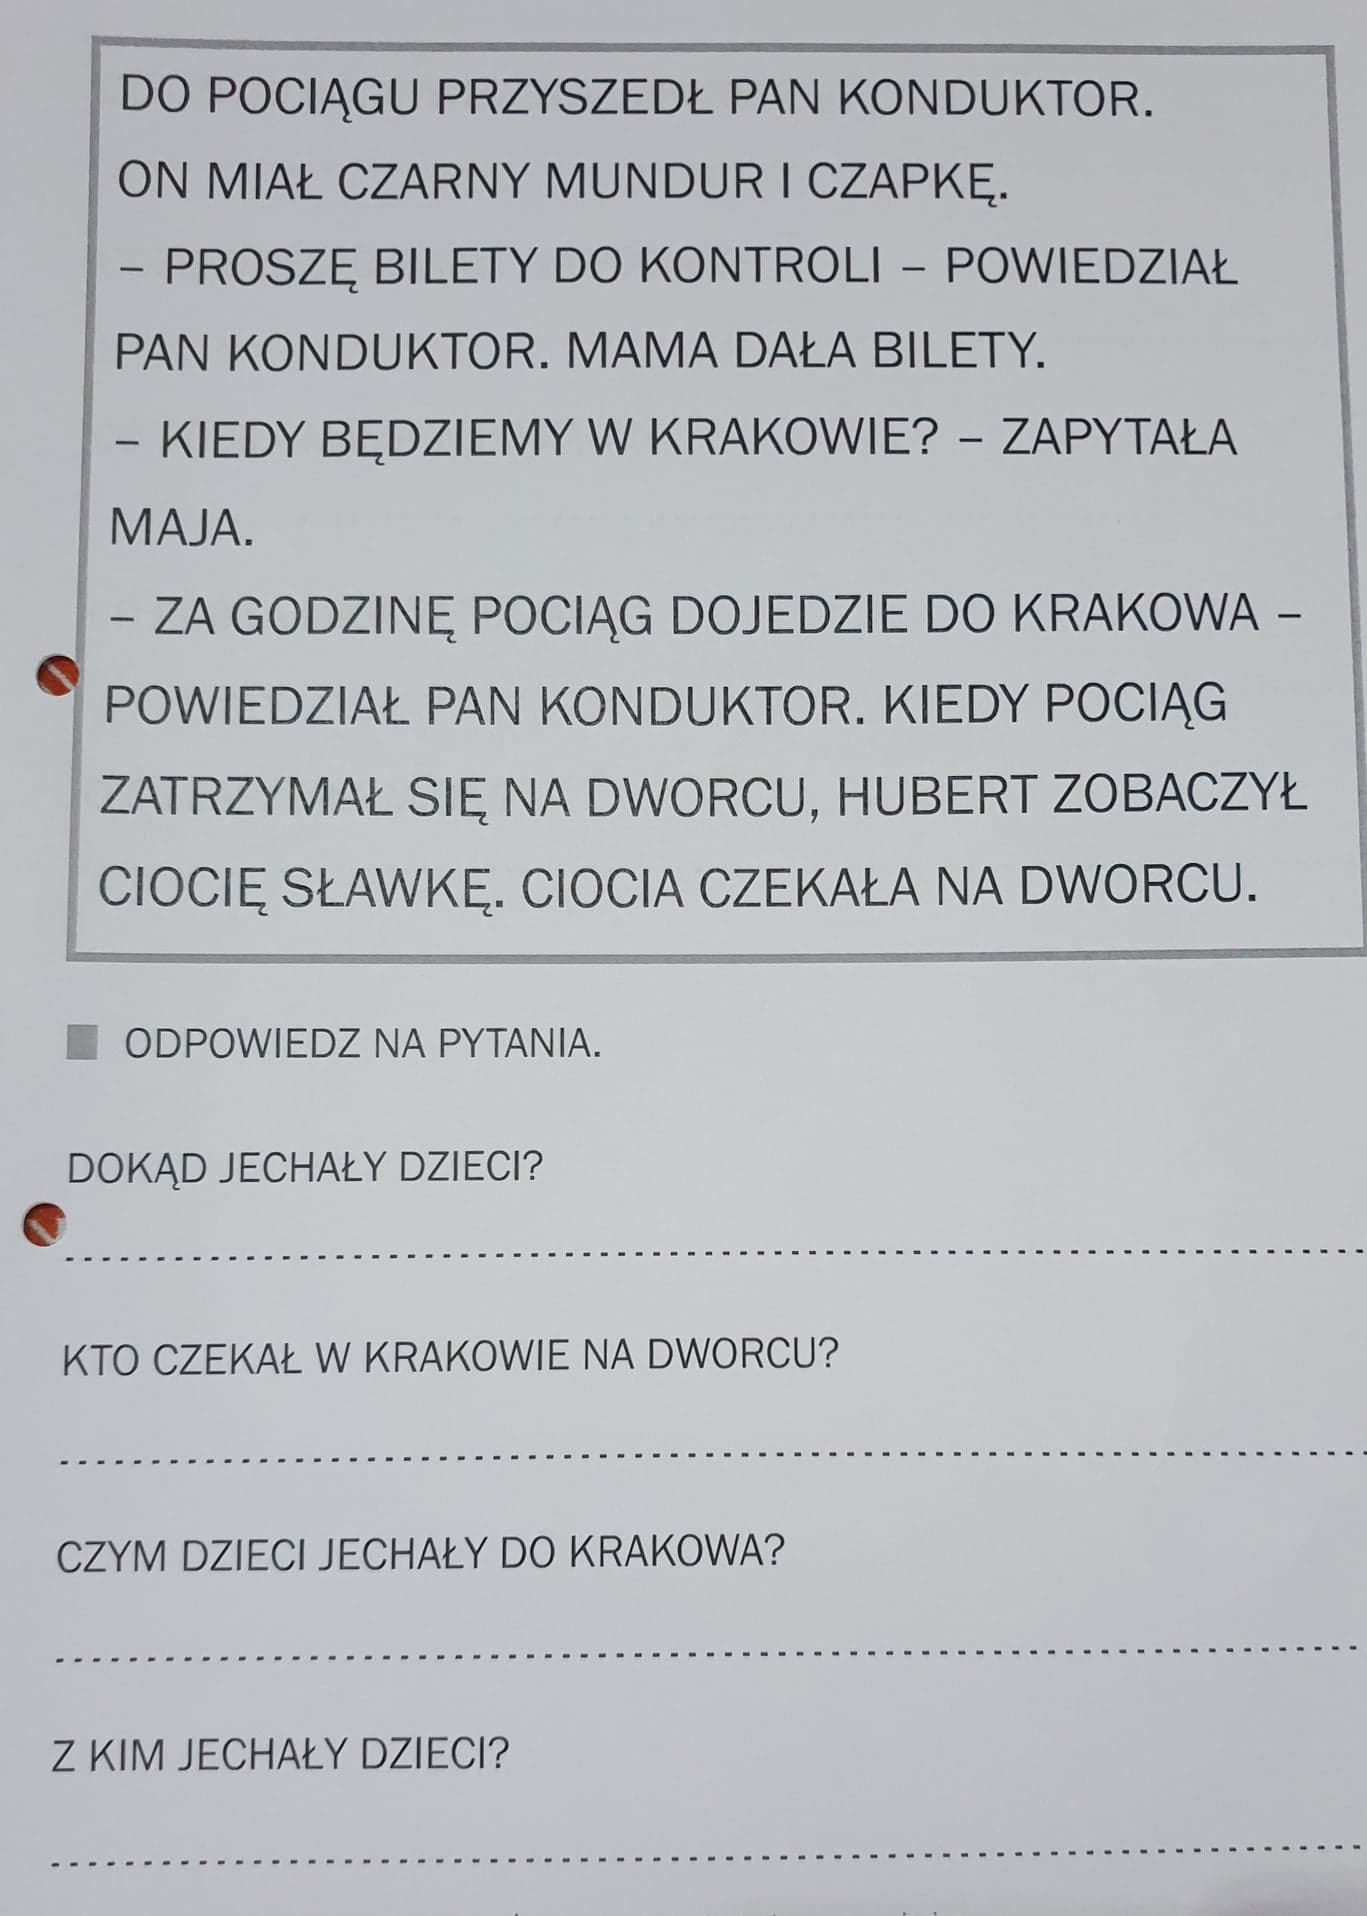 DO POCIĄGU PRZYSZEDŁ PAN KONDUKTOR.
ON MIAŁ CZARNY MUNDUR I CZAPKĘ.
– PROSZĘ BILETY DO KONTROLI – POWIEDZIAŁ
PAN KONDUKTOR. MAMA DAŁA BILETY.
– KIEDY BĘDZIEMY W KRAKOWIE? – ZAPYTAŁA
MAJA.
– ZA GODZINĘ POCIĄG DOJEDZIE DO KRAKOWA –
POWIEDZIAŁ PAN KONDUKTOR. KIEDY POCIĄG
ZATRZYMAŁ SIĘ NA DWORCU, HUBERT ZOBACZYŁ
CIOCIĘ SŁAWKĘ. CIOCIA CZEKAŁA NA DWORCU.
ODPOWIEDZ NA PYTANIA.
DOKĄD JECHAŁY DZIECI?
KTO CZEKAŁ W KRAKOWIE NA DWORCU?
CZYM DZIECI JECHAŁY DO KRAKOWA?
Z KIM JECHAŁY DZIECI?